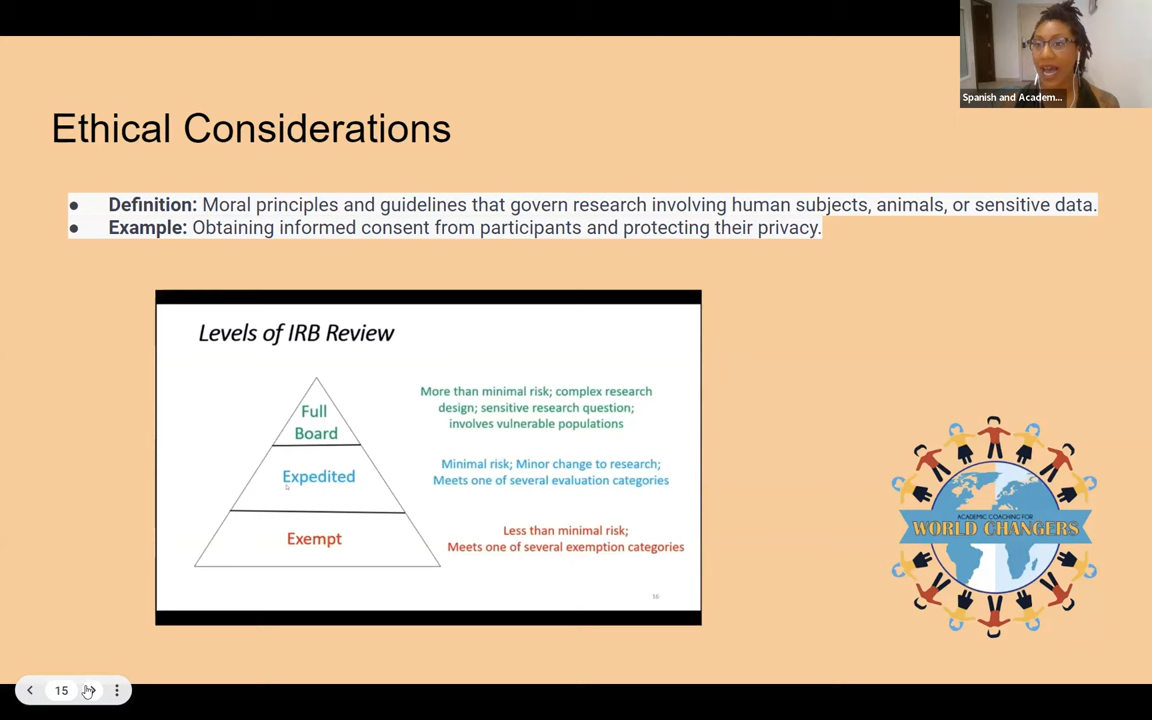 Spanish and Academ...
Ethical Considerations
● Definition: Moral principles and guidelines that govern research involving human subjects, animals, or sensitive data.
● Example: Obtaining informed consent from participants and protecting their privacy.
Levels of IRB Review
Full
Board
More than minimal risk; complex research
design; sensitive research question;
involves vulnerable populations
Expedited
Minimal risk; Minor change to research;
Meets one of several evaluation categories
Exempt
Less than minimal risk;
Meets one of several exemption categories
16
ACADEMIC COACHING FOR
WORLD CHANGERS
15